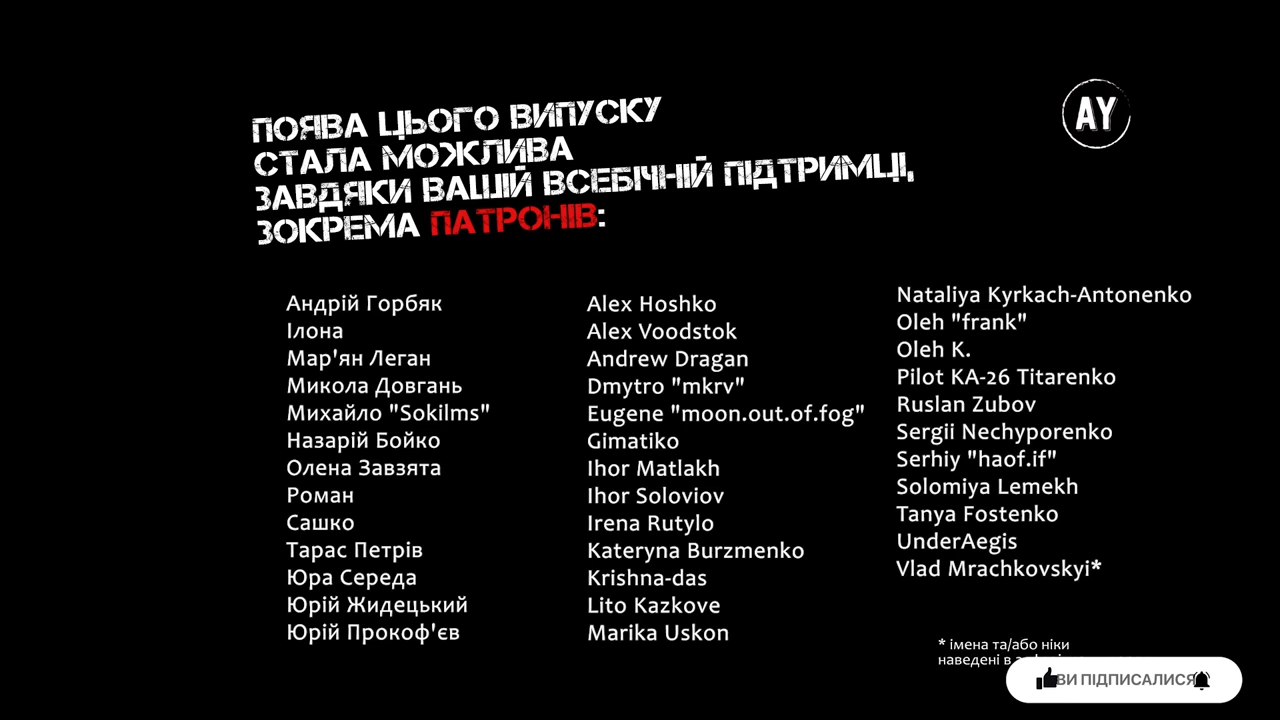 ПОЯВА ЦЬОГО ВИПУСКУ
СТАЛА МОЖЛИВА
ЗАВДЯКИ ВАШІЙ ВСЕБІЧНІЙ ПІДТРИМЦІ,
ЗОКРЕМА ПАТРОНІВ:
АУ
Андрій Горбяк
Ілона
Мар'ян Леган
Микола Довгань
Михайло "Sokilms"
Назарій Бойко
Олена Завзята
Роман
Сашко
Тарас Петрів
Юра Середа
Юрій Жидецький
Юрій Прокоф'єв
Alex Hoshko
Alex Voodstok
Andrew Dragan
Dmytro "mkrv"
Eugene "moon.out.of.fog"
Gimatiko
Ihor Matlakh
Ihor Soloviov
Irena Rutylo
Kateryna Burzmenko
Krishna-das
Lito Kazkove
Marika Uskon
Nataliya Kyrkach-Antonenko
Oleh "frank"
Oleh K.
Pilot KA-26 Titarenko
Ruslan Zubov
Sergii Nechyporenko
Serhiy "haof.if"
Solomiya Lemekh
Tanya Fostenko
UnderAegis
Vlad Mrachkovskyi*
* імена та/або ніки
наведені в
ВИ ПІДПИСАЛИСЯ